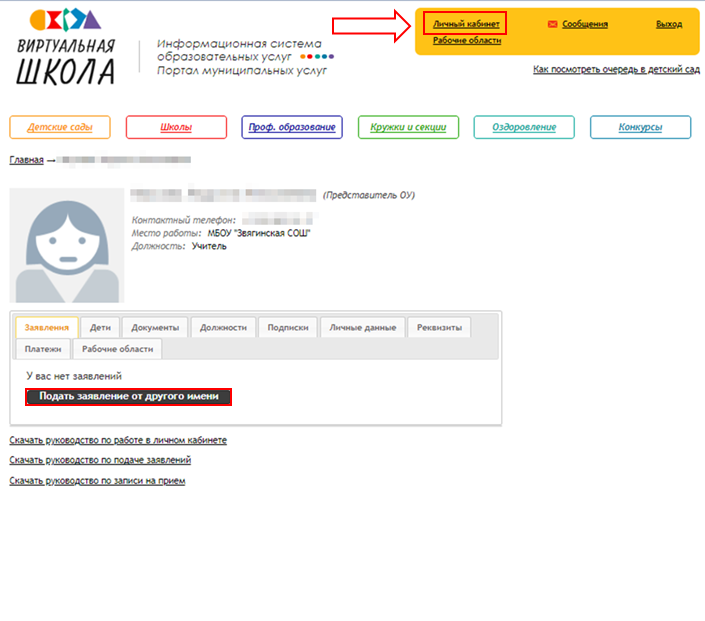 Личный кабинет
Сообщения
Выход
Рабочие области
ВИРТУАЛЬНАЯ
ШКОЛА
Информационная система
образовательных услуг
Портал муниципальных услуг
Как посмотреть очередь в детский сад
Детские сады
Школы
Проф. образование
Кружки и секции
Оздоровление
Конкурсы
Главная →
(Представитель ОУ)
Контактный телефон:
Место работы: МБОУ "Звягинская СОШ"
Должность: Учитель
Заявления
Дети
Документы
Должности
Подписки
Личные данные
Реквизиты
Платежи
Рабочие области
У вас нет заявлений
Подать заявление от другого имени
Скачать руководство по работе в личном кабинете
Скачать руководство по подаче заявлений
Скачать руководство по записи на прием